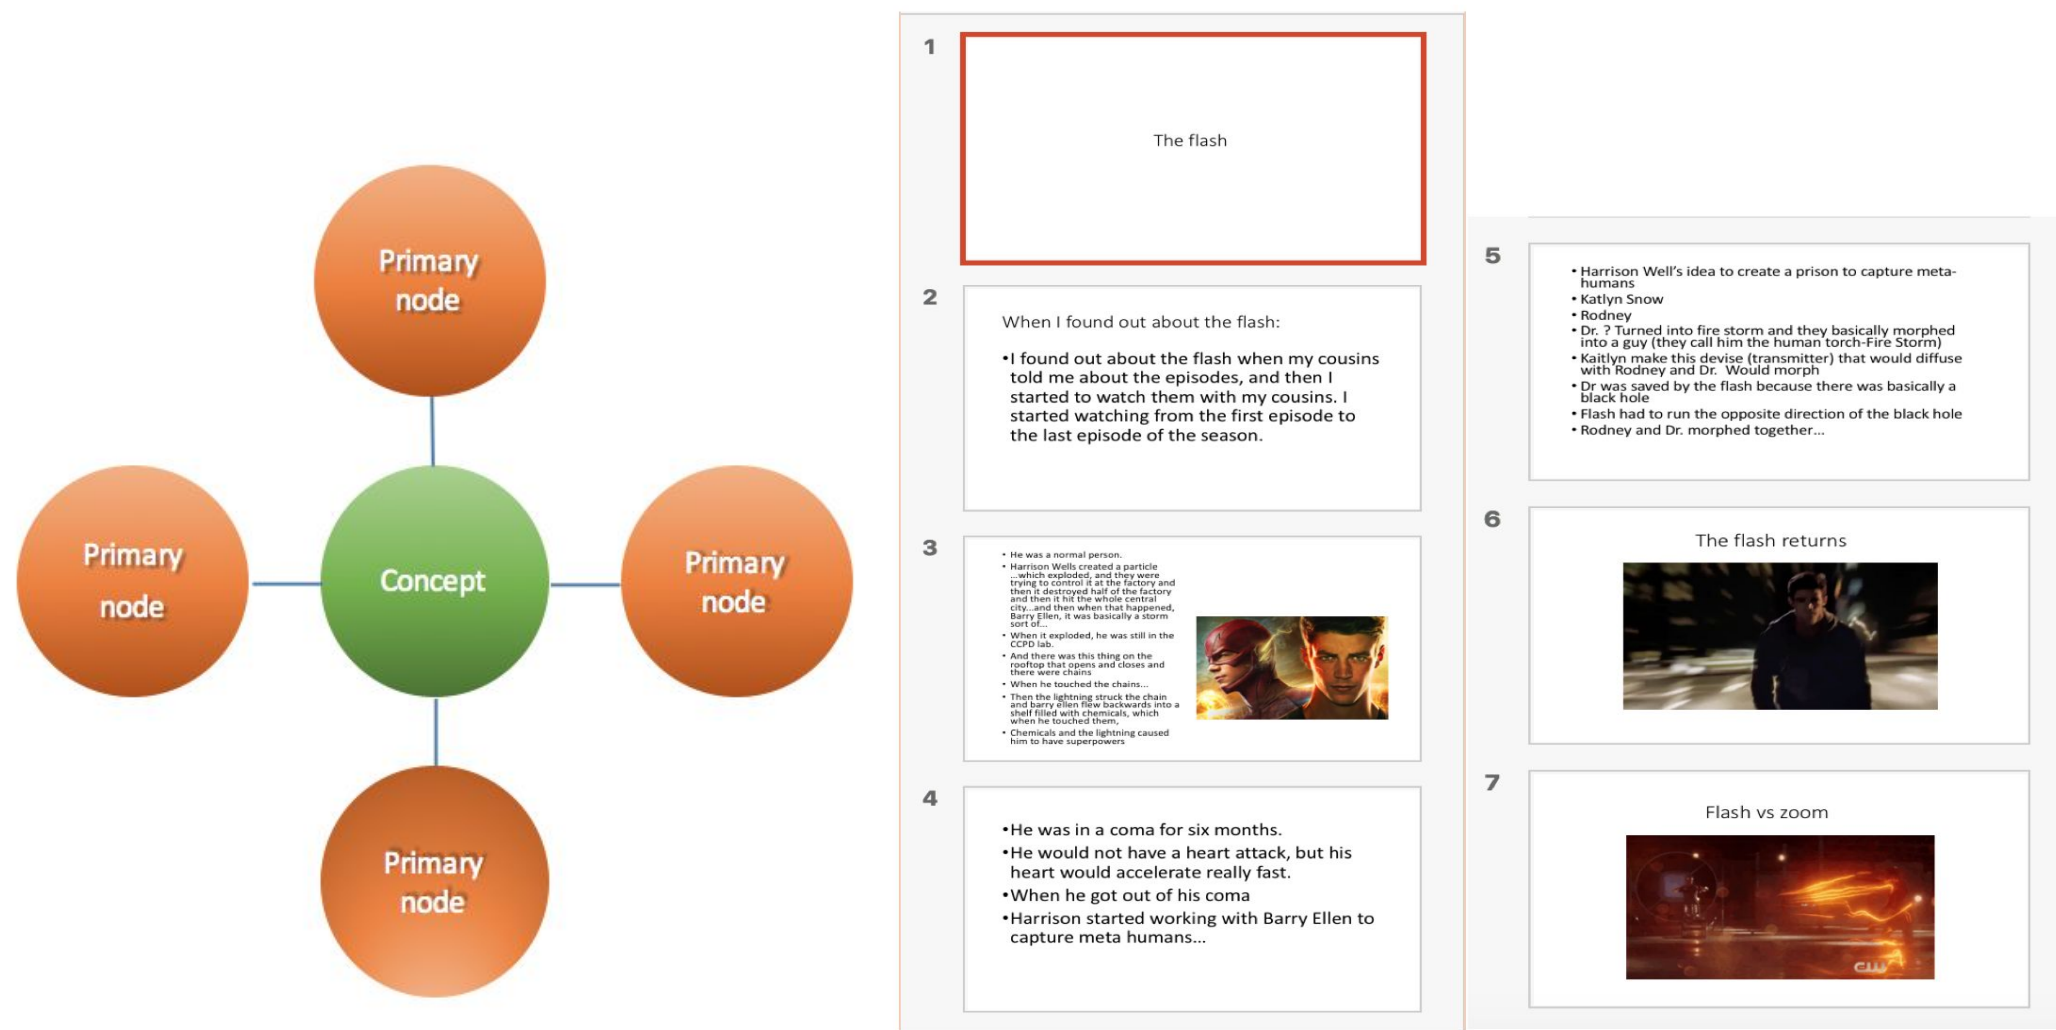 Primary
node
Primary
node
Concept
Primary
node
Primary
node
1
The flash
2
When I found out about the flash:
•I found out about the flash when my cousins
told me about the episodes, and then I
started to watch them with my cousins. I
started watching from the first episode to
the last episode of the season.
3
• He was a normal person.
• Harrison Wells created a particle
...which exploded, and they were
trying to control it at the factory and
then it destroyed half of the factory
and then it hit the whole central
city...and then when that happened,
Barry Ellen, it was basically a storm
sort of...
• When it exploded, he was still in the
CCPD lab.
• And there was this thing on the
rooftop that opens and closes and
there were chains
• When he touched the chains...
• Then the lightning struck the chain
and barry ellen flew backwards into a
shelf filled with chemicals, which
when he touched them,
• Chemicals and the lightning caused
him to have superpowers
4
•He was in a coma for six months.
•He would not have a heart attack, but his
heart would accelerate really fast.
•When he got out of his coma
•Harrison started working with Barry Ellen to
capture meta humans...
5
• Harrison Well's idea to create a prison to capture meta-
humans
• Katlyn Snow
• Rodney
• Dr. ? Turned into fire storm and they basically morphed
into a guy (they call him the human torch-Fire Storm)
• Kaitlyn make this devise (transmitter) that would diffuse
with Rodney and Dr. Would morph
• Dr was saved by the flash because there was basically a
black hole
• Flash had to run the opposite direction of the black hole
• Rodney and Dr. morphed together...
6
The flash returns
7
Flash vs zoom
CW